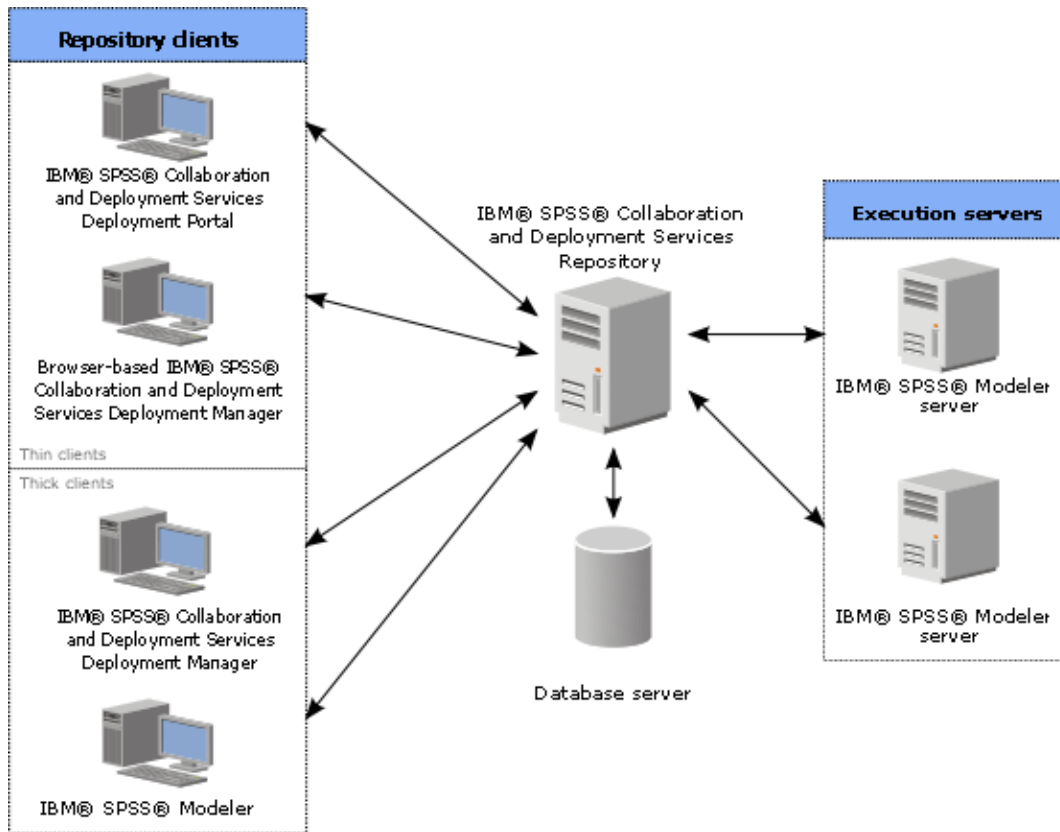 Repository clients
IBM® SPSS® Collaboration
and Deployment Services
Deployment Portal
Browser-based IBM® SPSS®
Collaboration and Deployment
Services Deployment Manager
Thin clients
Thick clients
IBM® SPSS® Collaboration
and Deployment Services
Deployment Manager
IBM® SPSS® Modeler
IBM® SPSS® Collaboration
and Deployment Services
Repository
Database server
Execution servers
IBM® SPSS® Modeler
server
IBM® SPSS® Modeler
server